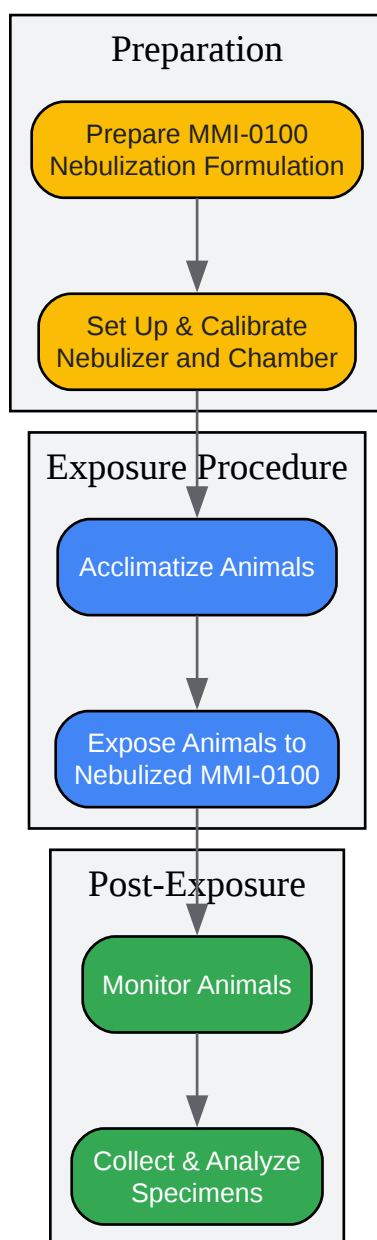 Preparation
Prepare MMI-0100
Nebulization Formulation
Set Up & Calibrate
Nebulizer and Chamber
Exposure Procedure
Acclimatize Animals
Expose Animals to
Nebulized MMI-0100
Post-Exposure
Monitor Animals
Collect & Analyze
Specimens